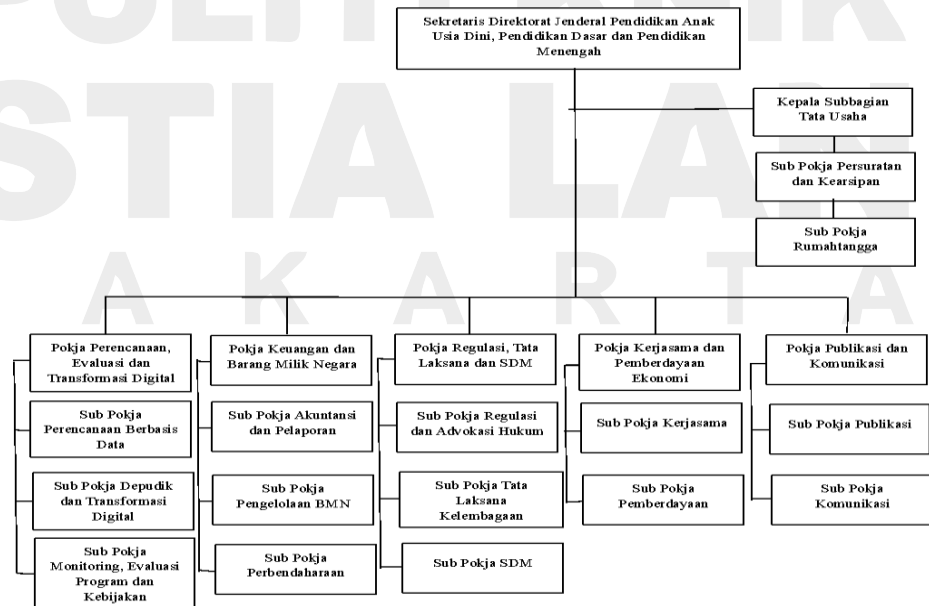 POLITEKNIK
STIA LAN
AKARTA
Sekretaris Direktorat Jenderal Pendidikan Anak
Usia Dini, Pendidikan Dasar dan Pendidikan
Menengah
Kepala Subbagian
Tata Usaha
Sub Pokja Persuratan
dan Kearsipan
Sub Pokja
Rumahtangga
Pokja Perencanaan,
Evaluasi dan
Transformasi Digital
Sub Pokja
Perencanaan Berbasis
Data
Sub Pokja Depudik
dan Transformasi
Digital
Sub Pokja
Monitoring, Evaluasi
Program dan
Kebijakan
Pokja Keuangan dan
Barang Milik Negara
Sub Pokja Akuntansi
dan Pelaporan
Sub Pokja
Pengelolaan BMN
Sub Pokja
Perbendaharaan
Pokja Regulasi, Tata
Laksana dan SDM
Sub Pokja Regulasi
dan Advokasi Hukum
Sub Pokja Tata
Laksana
Kelembagaan
Sub Pokja SDM
Pokja Kerjasama dan
Pemberdayaan
Ekonomi
Sub Pokja Kerjasama
Sub Pokja
Pemberdayaan
Pokja Publikasi dan
Komunikasi
Sub Pokja Publikasi
Sub Pokja
Komunikasi